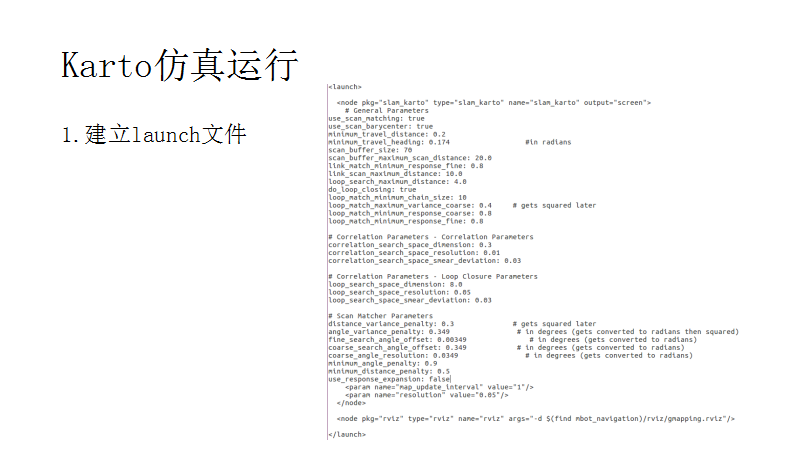 Karto仿真运行
1.建立launch文件
<launch>
<node pkg="slam_karto" type="slam_karto" name="slam_karto" output="screen">
# General Parameters
use_scan_matching: true
use_scan_barycenter: true
minimum_travel_distance: 0.2
minimum_travel_heading: 0.174 #in radians
scan_buffer_size: 70
scan_buffer_maximum_scan_distance: 20.0
link_match_minimum_response_fine: 0.8
link_scan_maximum_distance: 10.0
loop_search_maximum_distance: 4.0
do_loop_closing: true
loop_match_minimum_chain_size: 10
loop_match_maximum_variance_coarse: 0.4 # gets squared later
loop_match_minimum_response_coarse: 0.8
loop_match_minimum_response_fine: 0.8
# Correlation Parameters - Correlation Parameters
correlation_search_space_dimension: 0.3
correlation_search_space_resolution: 0.01
correlation_search_space_smear_deviation: 0.03
# Correlation Parameters - Loop Closure Parameters
loop_search_space_dimension: 8.0
loop_search_space_resolution: 0.05
loop_search_space_smear_deviation: 0.03
# Scan Matcher Parameters
distance_variance_penalty: 0.3 # gets squared later
angle_variance_penalty: 0.349 # in degrees (gets converted to radians then squared)
fine_search_angle_offset: 0.00349 # in degrees (gets converted to radians)
coarse_search_angle_offset: 0.349 # in degrees (gets converted to radians)
coarse_angle_resolution: 0.0349 # in degrees (gets converted to radians)
minimum_angle_penalty: 0.9
minimum_distance_penalty: 0.5
use_response_expansion: false
<param name="map_update_interval" value="1"/>
<param name="resolution" value="0.05"/>
</node>
<node pkg="rviz" type="rviz" name="rviz" args="-d $(find mbot_navigation)/rviz/gmapping.rviz"/>
</launch>